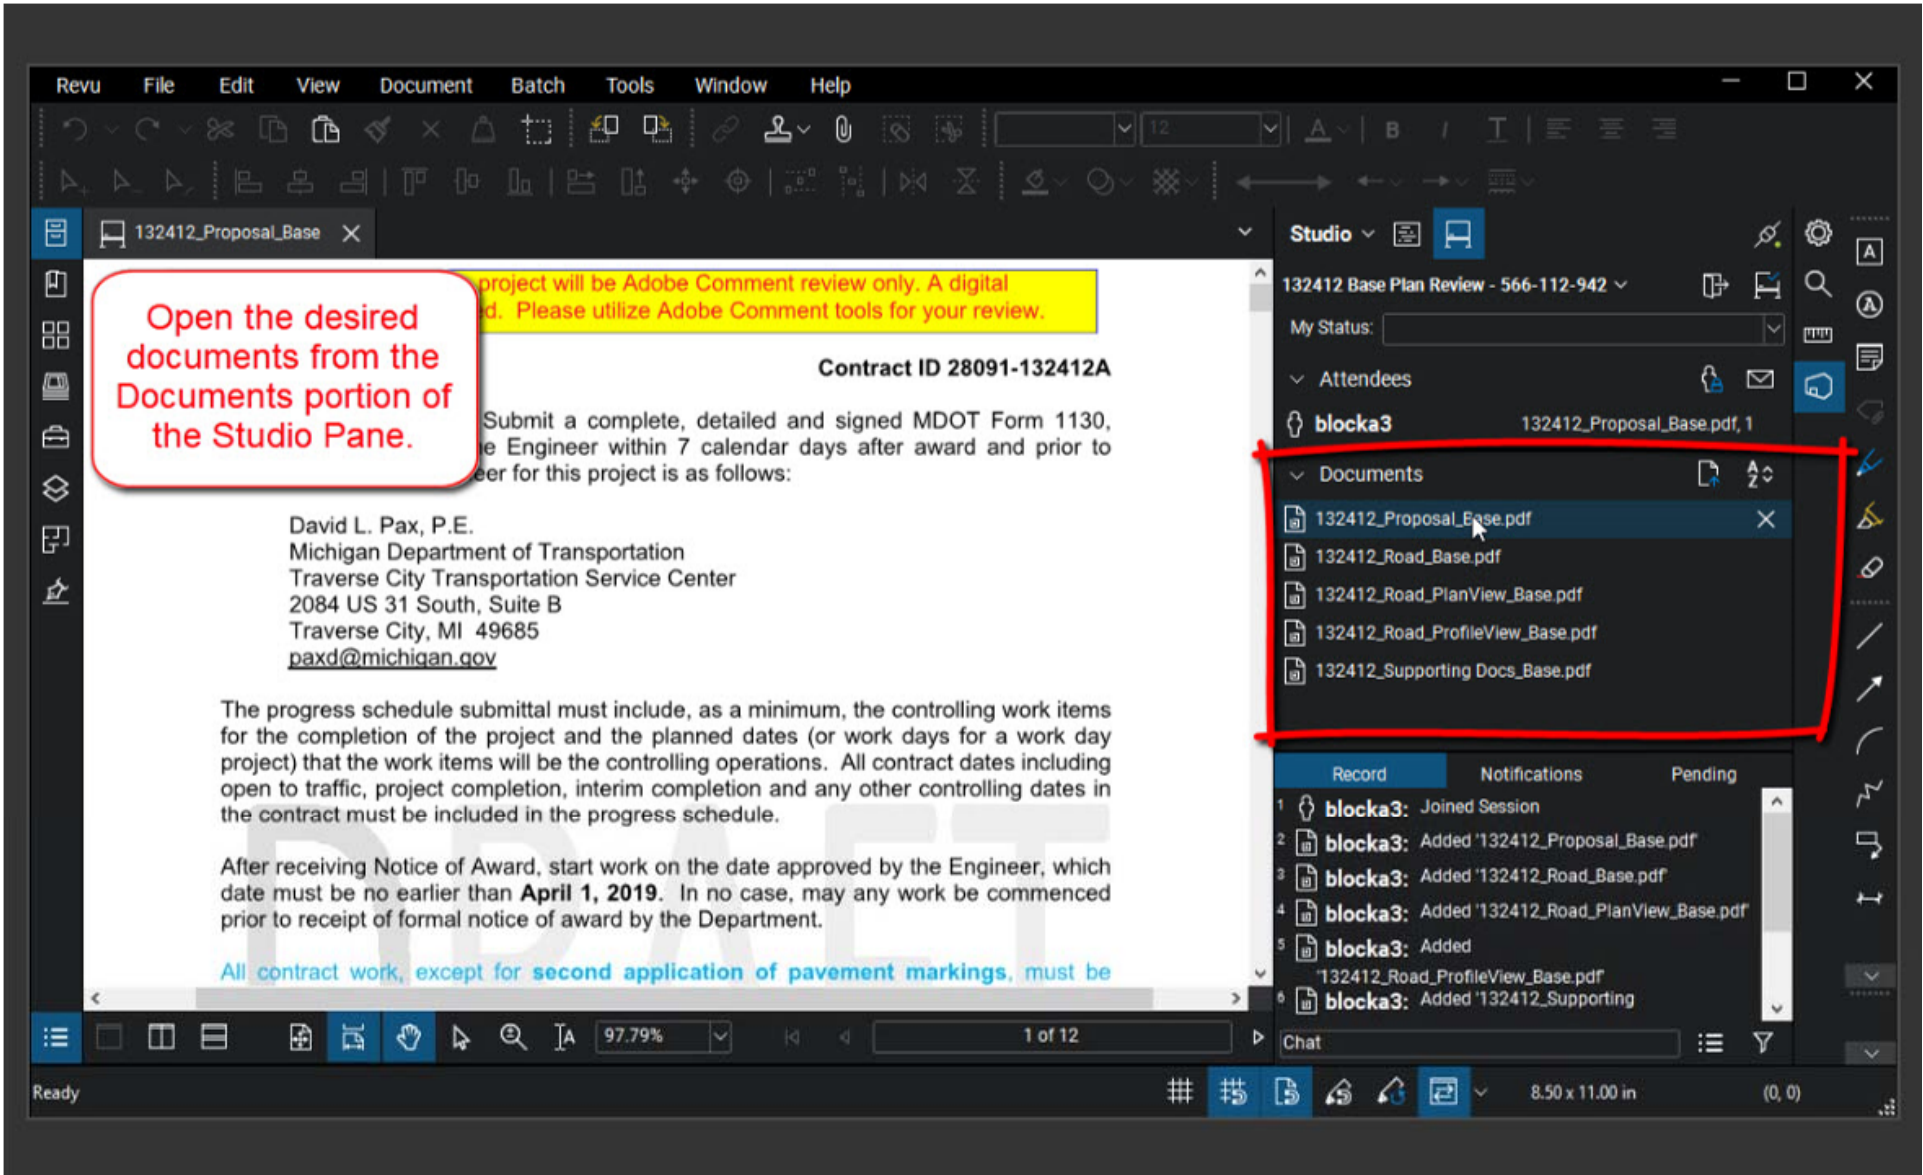 Revu File Edit View Document Batch Tools Window Help
12
A B I T
132412_Proposal_Base
Studio
project will be Adobe Comment review only. A digital
d. Please utilize Adobe Comment tools for your review.
Open the desired
documents from the
Documents portion of
the Studio Pane.
Contract ID 28091-132412A
Submit a complete, detailed and signed MDOT Form 1130,
e Engineer within 7 calendar days after award and prior to
eer for this project is as follows:
David L. Pax, P.E.
Michigan Department of Transportation
Traverse City Transportation Service Center
2084 US 31 South, Suite B
Traverse City, MI 49685
paxd@michigan.gov
The progress schedule submittal must include, as a minimum, the controlling work items
for the completion of the project and the planned dates (or work days for a work day
project) that the work items will be the controlling operations. All contract dates including
open to traffic, project completion, interim completion and any other controlling dates in
the contract must be included in the progress schedule.
After receiving Notice of Award, start work on the date approved by the Engineer, which
date must be no earlier than April 1, 2019. In no case, may any work be commenced
prior to receipt of formal notice of award by the Department.
All contract work, except for second application of pavement markings, must be
DRAFT
132412 Base Plan Review - 566-112-942
My Status:
Attendees
blocka3 132412_Proposal_Base.pdf, 1
Documents
132412_Proposal_Base.pdf
132412_Road_Base.pdf
132412_Road_PlanView_Base.pdf
132412_Road_ProfileView_Base.pdf
132412_Supporting Docs_Base.pdf
Record Notifications Pending
1 blocka3: Joined Session
2 blocka3: Added '132412_Proposal_Base.pdf'
3 blocka3: Added '132412_Road_Base.pdf'
4 blocka3: Added '132412_Road_PlanView_Base.pdf'
5 blocka3: Added
'132412_Road_ProfileView_Base.pdf'
6 blocka3: Added '132412_Supporting
Chat
97.79%
1 of 12
Ready
8.50 x 11.00 in
(0, 0)